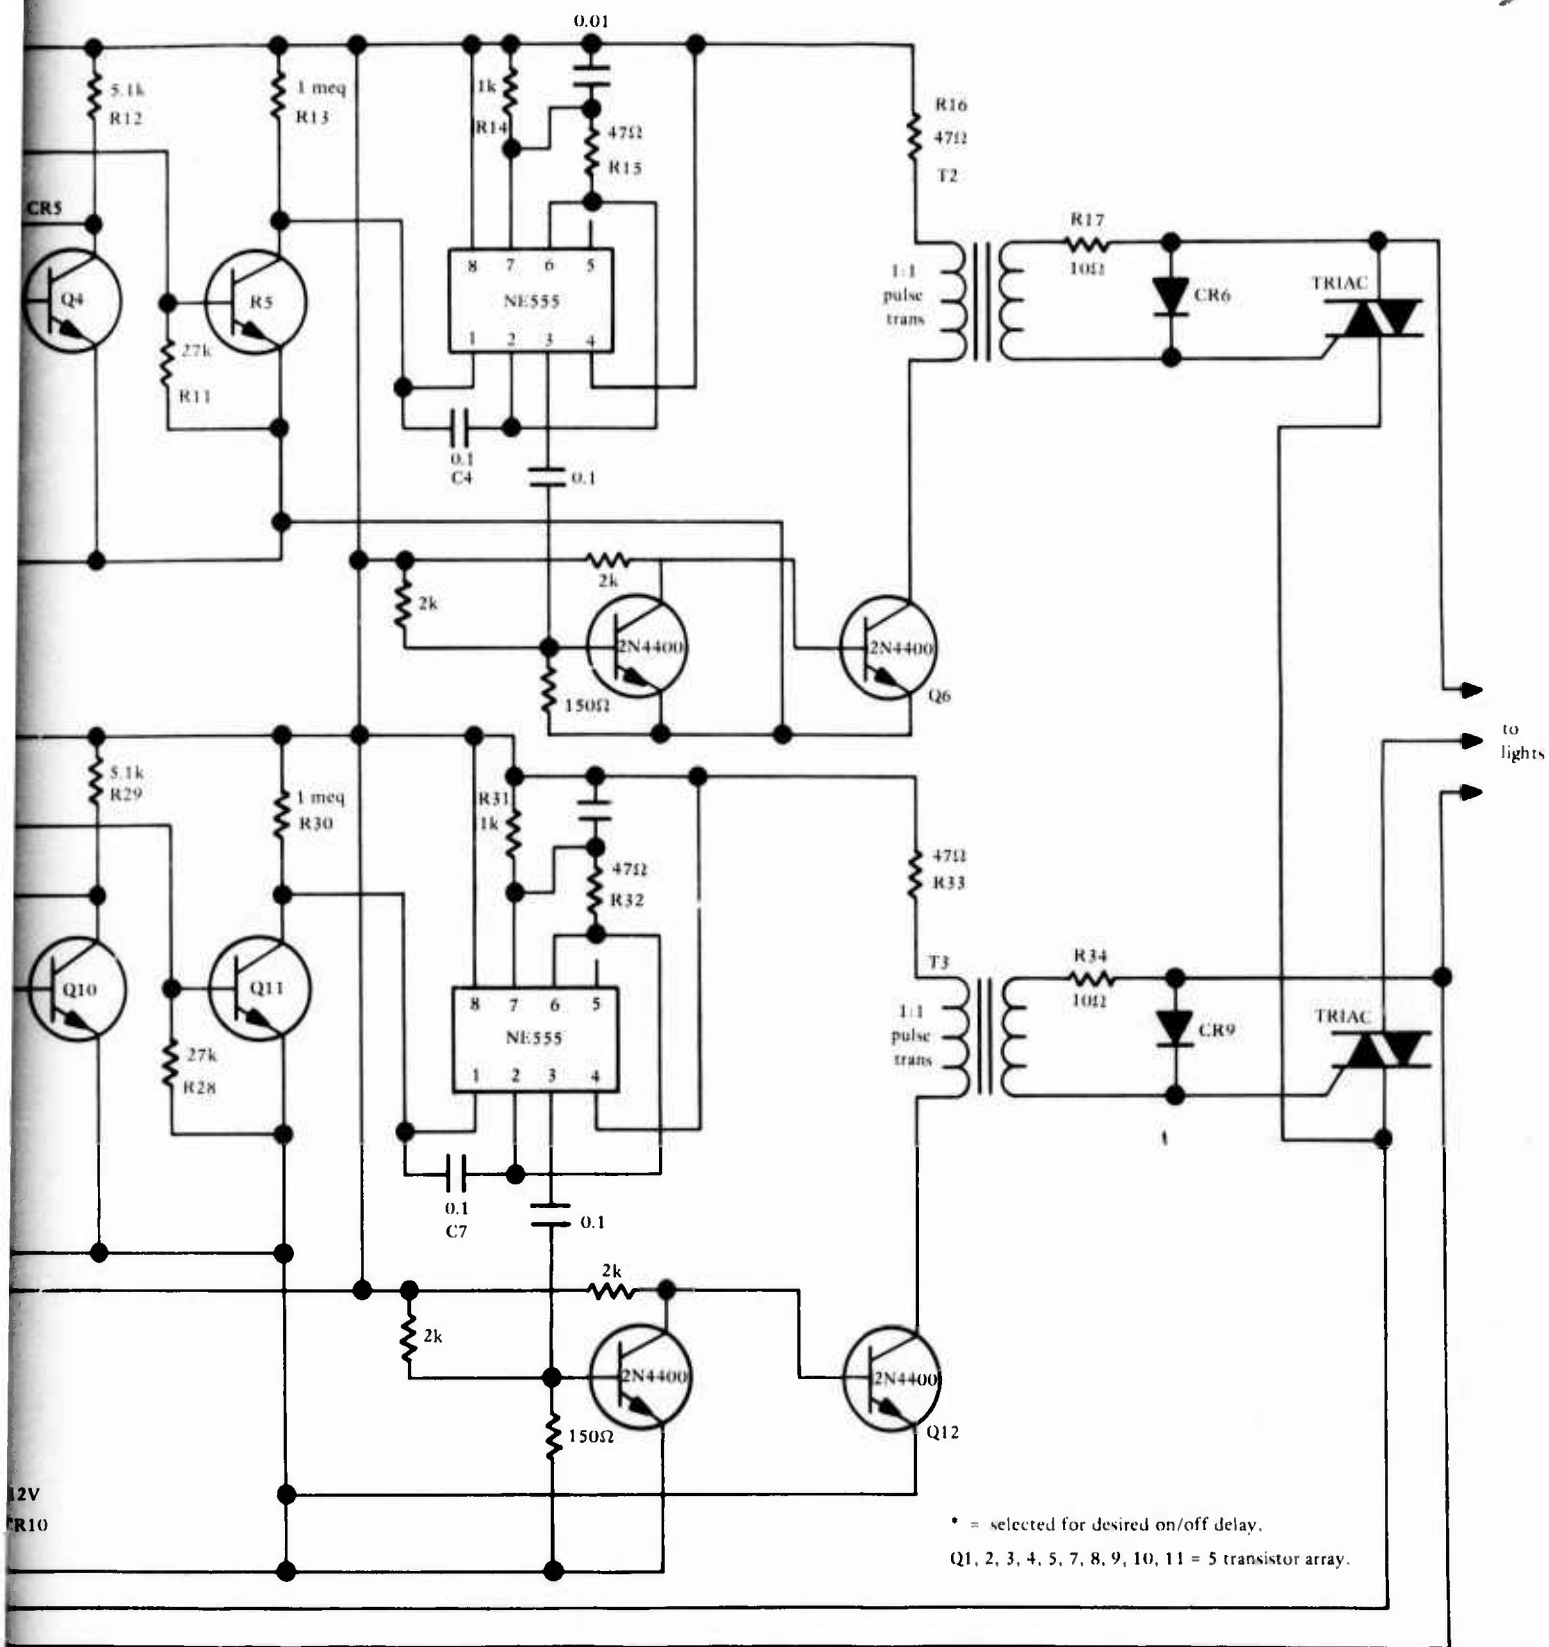 0.01
5.1k
R12
1 meq
R13
1k
R14
47Ω
R15
R16
47Ω
T2
CR5
Q4
R5
27k
R11
8 7 6 5
NE555
1 2 3 4
0.1
C4
0.1
1:1
pulse
trans
R17
10Ω
CR6
TRIAC
2k
2k
2N4400
150Ω
2N4400
Q6
to
lights
5.1k
R29
1 meq
R30
R31
1k
47Ω
R32
47Ω
R33
Q10
Q11
27k
R28
8 7 6 5
NE555
1 2 3 4
0.1
C7
0.1
T3
1:1
pulse
trans
R34
10Ω
CR9
TRIAC
2k
2k
2N4400
150Ω
2N4400
Q12
12V
CR10
* = selected for desired on/off delay.
Q1, 2, 3, 4, 5, 7, 8, 9, 10, 11 = 5 transistor array.